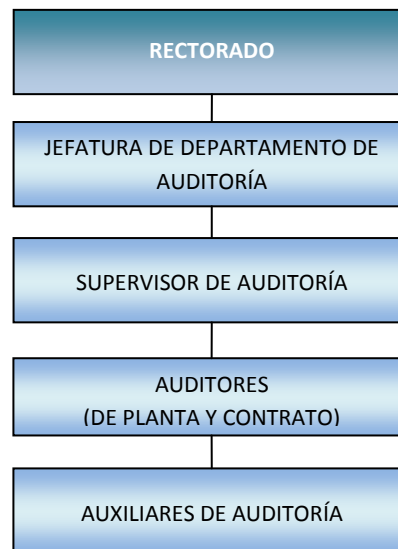 RECTORADO
JEFATURA DE DEPARTAMENTO DE
AUDITORÍA
SUPERVISOR DE AUDITORÍA
AUDITORES
(DE PLANTA Y CONTRATO)
AUXILIARES DE AUDITORÍA